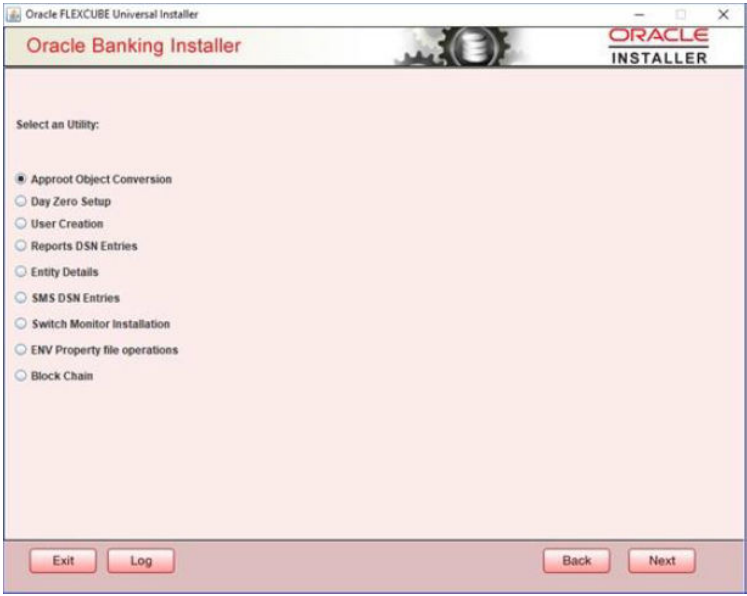 Oracle FLEXCUBE Universal Installer
Oracle Banking Installer
ORACLE
INSTALLER
Select an Utility:
Approot Object Conversion
Day Zero Setup
User Creation
Reports DSN Entries
Entity Details
SMS DSN Entries
Switch Monitor Installation
ENV Property file operations
Block Chain
Exit Log Back Next